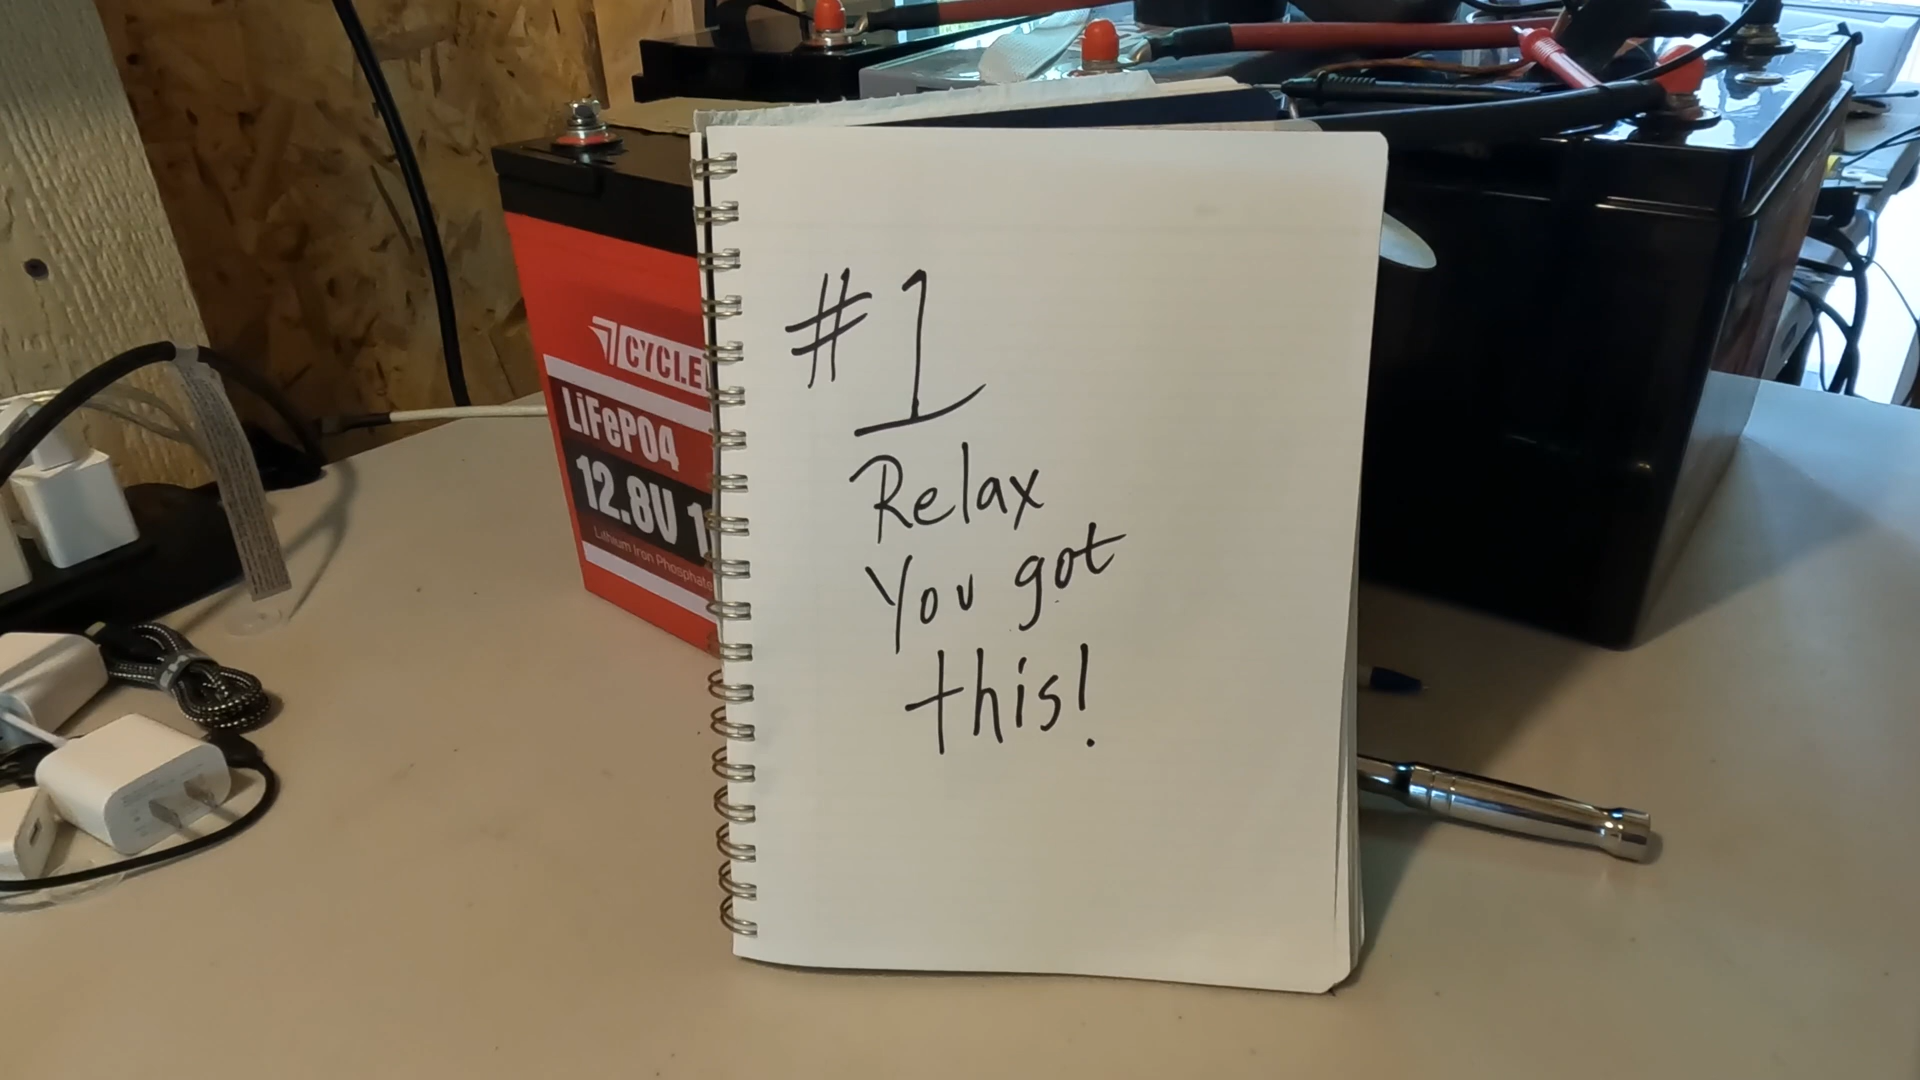 CYCLE
LiFePO4
12.8V 1
Lithium Iron Phosphate
#1
Relax
You got
this!